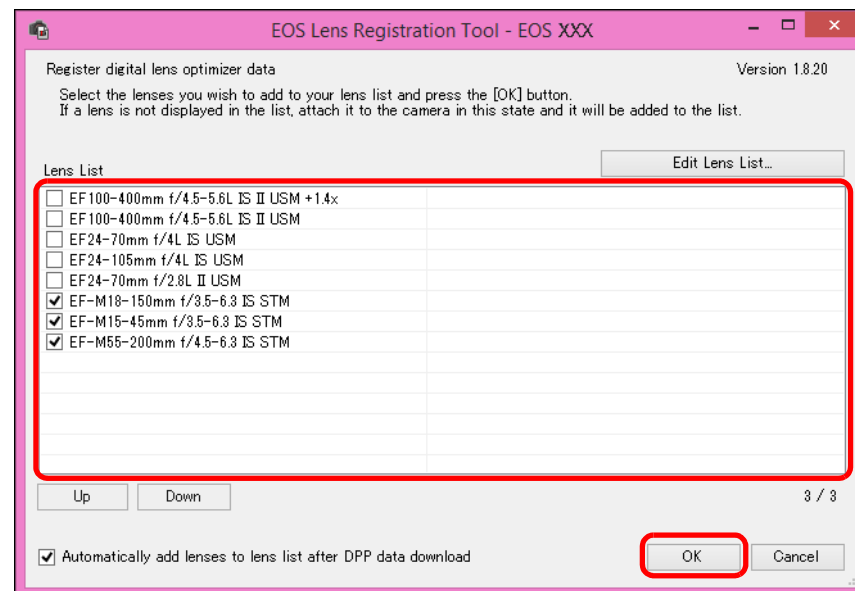 EOS Lens Registration Tool - EOS XXX
Register digital lens optimizer data
Version 1.8.20
Select the lenses you wish to add to your lens list and press the [OK] button.
If a lens is not displayed in the list, attach it to the camera in this state and it will be added to the list.
Edit Lens List...
Lens List
EF100-400mm f/4.5-5.6L IS II USM +1.4x
EF100-400mm f/4.5-5.6L IS II USM
EF24-70mm f/4L IS USM
EF24-105mm f/4L IS USM
EF24-70mm f/2.8L II USM
EF-M18-150mm f/3.5-6.3 IS STM
EF-M15-45mm f/3.5-6.3 IS STM
EF-M55-200mm f/4.5-6.3 IS STM
Up
Down
3 / 3
Automatically add lenses to lens list after DPP data download
OK
Cancel